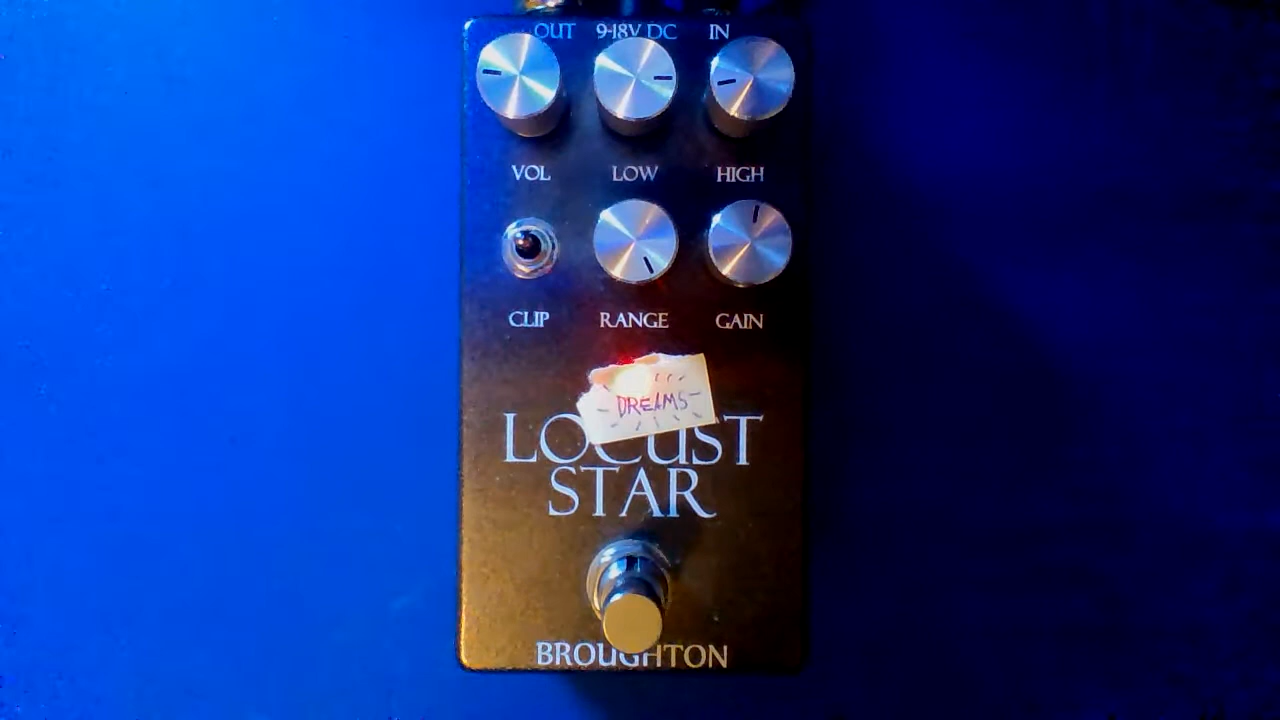 OUT 9-18V DC IN
VOL LOW HIGH
CLIP RANGE GAIN
DREAMS
LOCUST
STAR
BROUGHTON